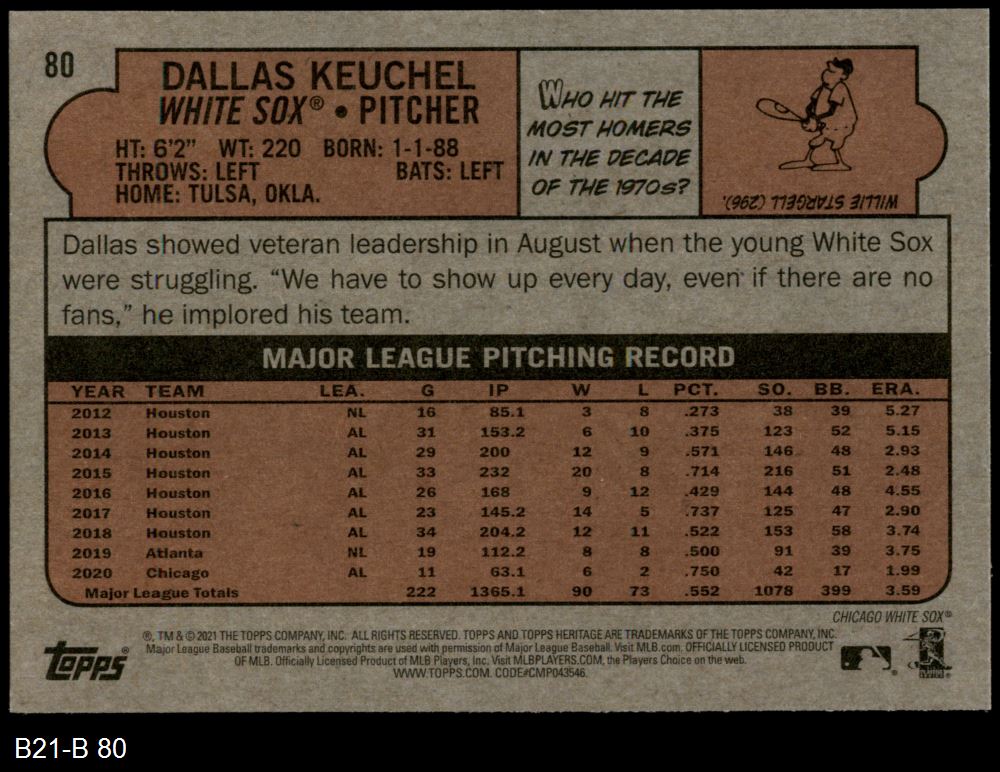 80
DALLAS KEUCHEL
WHITE SOX® • PITCHER
HT: 6'2" WT: 220 BORN: 1-1-88
THROWS: LEFT BATS: LEFT
HOME: TULSA, OKLA.
WHO HIT THE
MOST HOMERS
IN THE DECADE
OF THE 1970s?
WILLIE STARGELL (296).
Dallas showed veteran leadership in August when the young White Sox
were struggling. “We have to show up every day, even if there are no
fans,” he implored his team.
MAJOR LEAGUE PITCHING RECORD
YEAR TEAM LEA. G IP W L PCT. SO. BB. ERA.
2012 Houston NL 16 85.1 3 8 .273 38 39 5.27
2013 Houston AL 31 153.2 6 10 .375 123 52 5.15
2014 Houston AL 29 200 12 9 .571 146 48 2.93
2015 Houston AL 33 232 20 8 .714 216 51 2.48
2016 Houston AL 26 168 9 12 .429 144 48 4.55
2017 Houston AL 23 145.2 14 5 .737 125 47 2.90
2018 Houston AL 34 204.2 12 11 .522 153 58 3.74
2019 Atlanta NL 19 112.2 8 8 .500 91 39 3.75
2020 Chicago AL 11 63.1 6 2 .750 42 17 1.99
Major League Totals 222 1365.1 90 73 .552 1078 399 3.59
CHICAGO WHITE SOX®
topps®
®, TM & © 2021 THE TOPPS COMPANY, INC. ALL RIGHTS RESERVED. TOPPS AND TOPPS HERITAGE ARE TRADEMARKS OF THE TOPPS COMPANY, INC.
Major League Baseball trademarks and copyrights are used with permission of Major League Baseball. Visit MLB.com. OFFICIALLY LICENSED PRODUCT
OF MLB. Officially Licensed Product of MLB Players, Inc. Visit MLBPLAYERS.COM, the Players Choice on the web.
WWW.TOPPS.COM. CODE#CMP043546.
B21-B 80